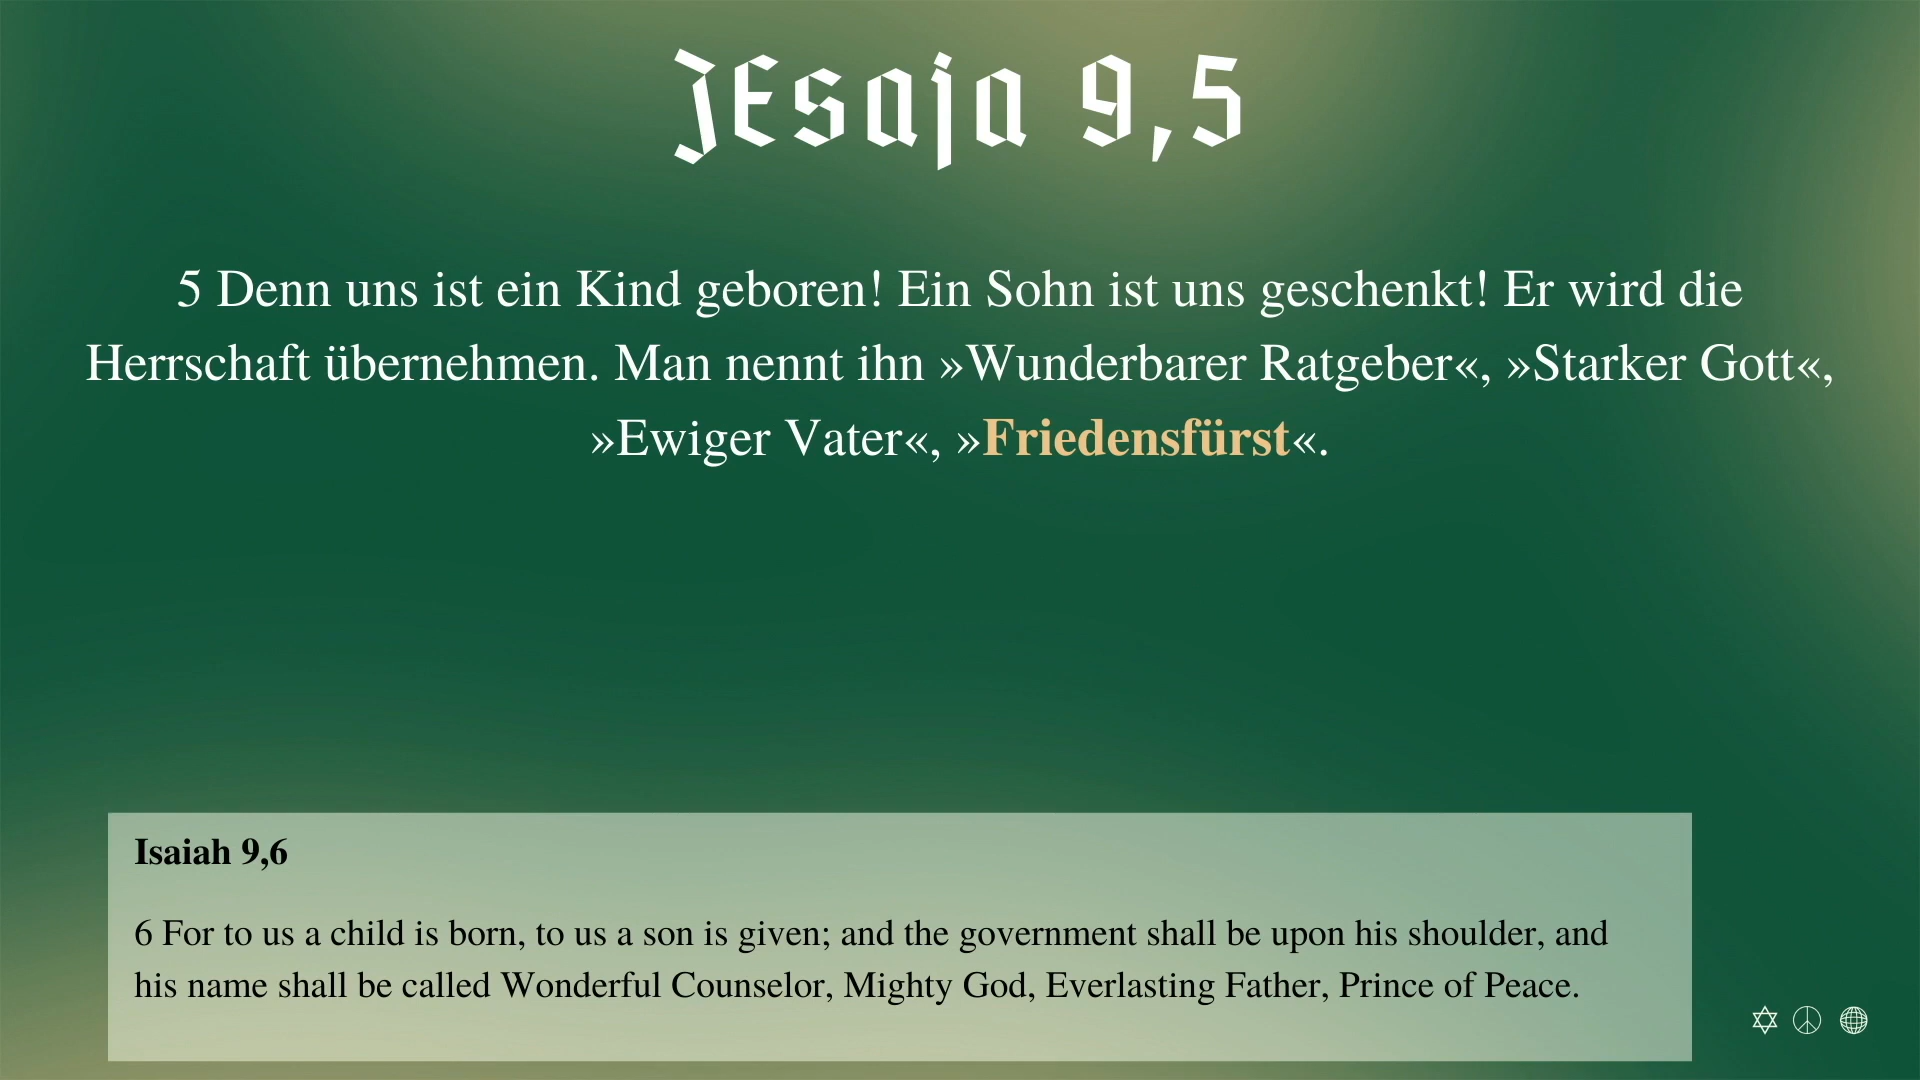 JEsaja 9,5
5 Denn uns ist ein Kind geboren! Ein Sohn ist uns geschenkt! Er wird die
Herrschaft übernehmen. Man nennt ihn »Wunderbarer Ratgeber«, »Starker Gott«,
»Ewiger Vater«, »Friedensfürst«.
Isaiah 9,6
6 For to us a child is born, to us a son is given; and the government shall be upon his shoulder, and
his name shall be called Wonderful Counselor, Mighty God, Everlasting Father, Prince of Peace.